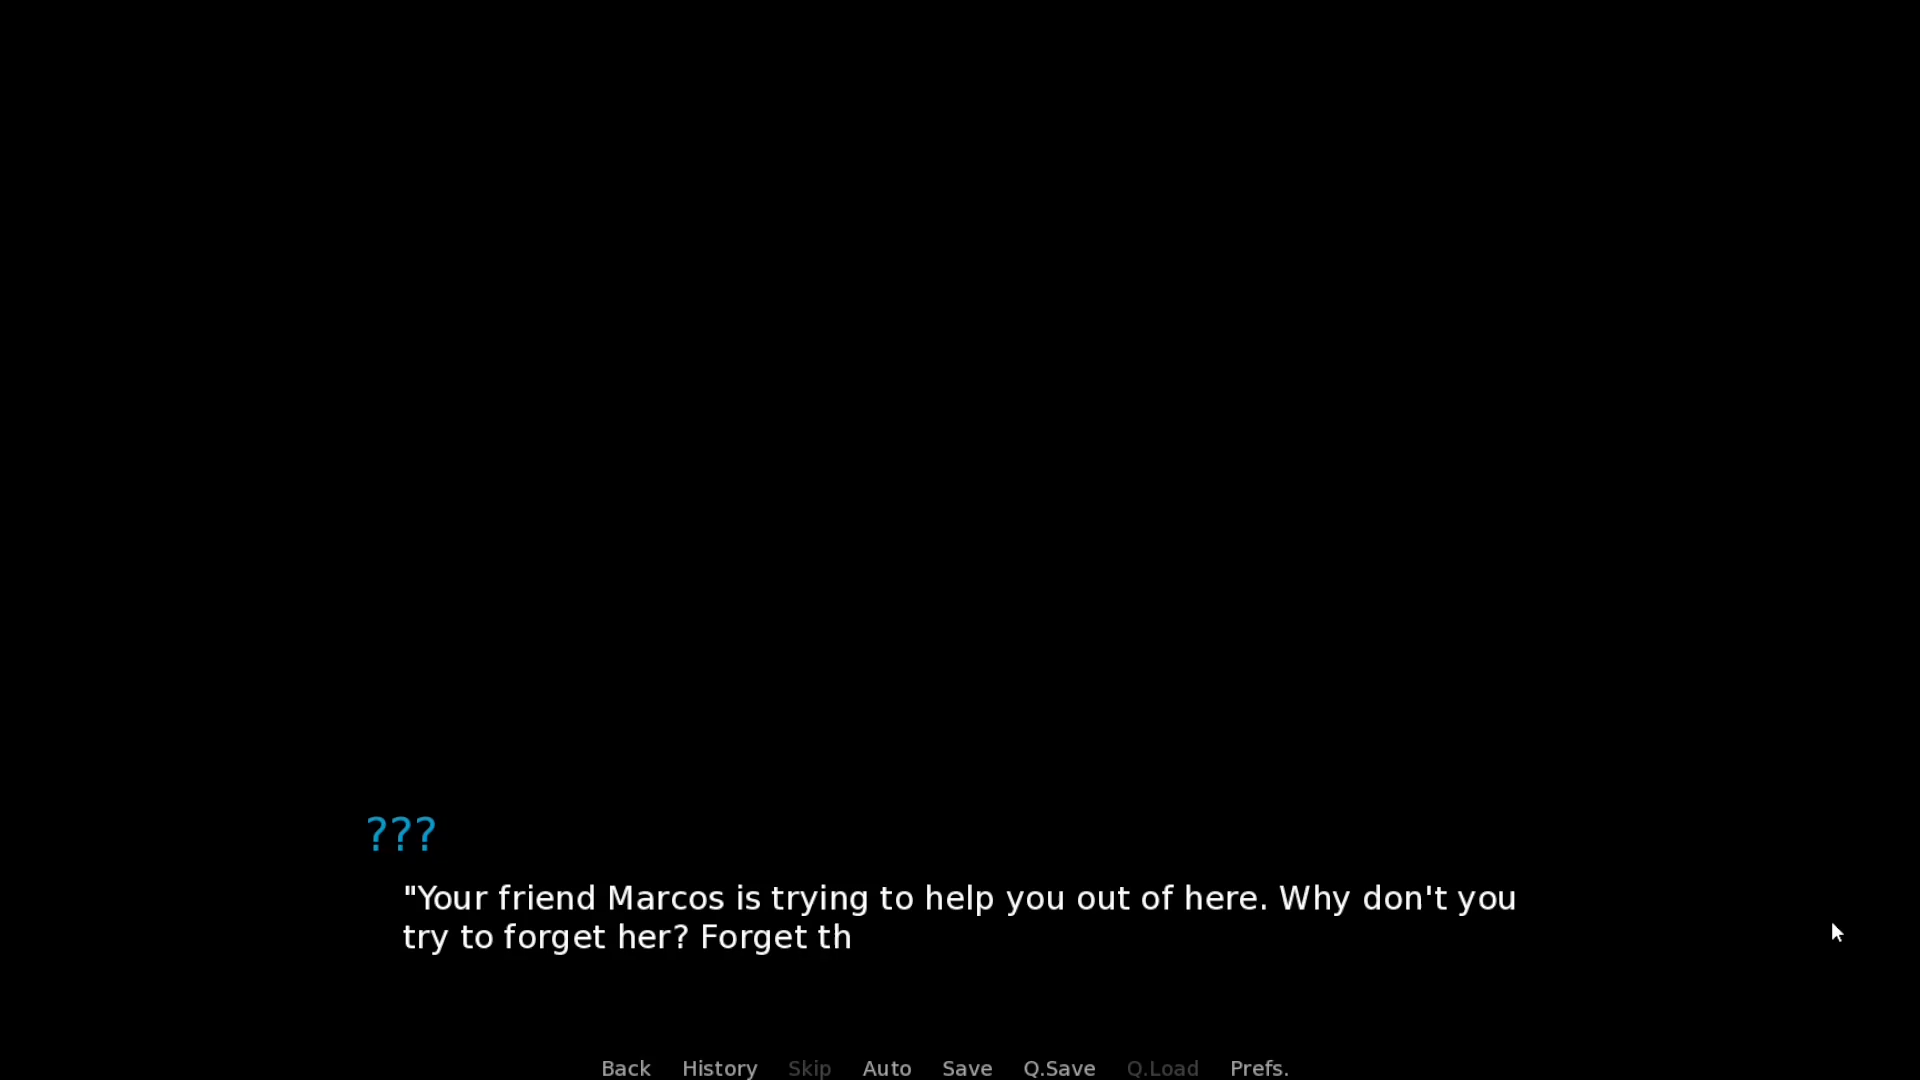 ???
"Your friend Marcos is trying to help you out of here. Why don't you
try to forget her? Forget th
Back History Skip Auto Save Q.Save Q.Load Prefs.